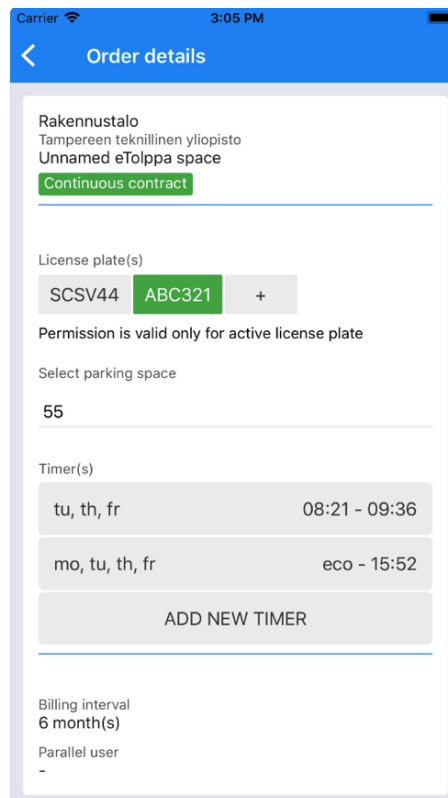 Carrier 3:05 PM
Order details
Rakennustalo
Tampereen teknillinen yliopisto
Unnamed eTolppa space
Continuous contract
License plate(s)
SCSV44 ABC321 +
Permission is valid only for active license plate
Select parking space
55
Timer(s)
tu, th, fr 08:21 - 09:36
mo, tu, th, fr eco - 15:52
ADD NEW TIMER
Billing interval
6 month(s)
Parallel user
-